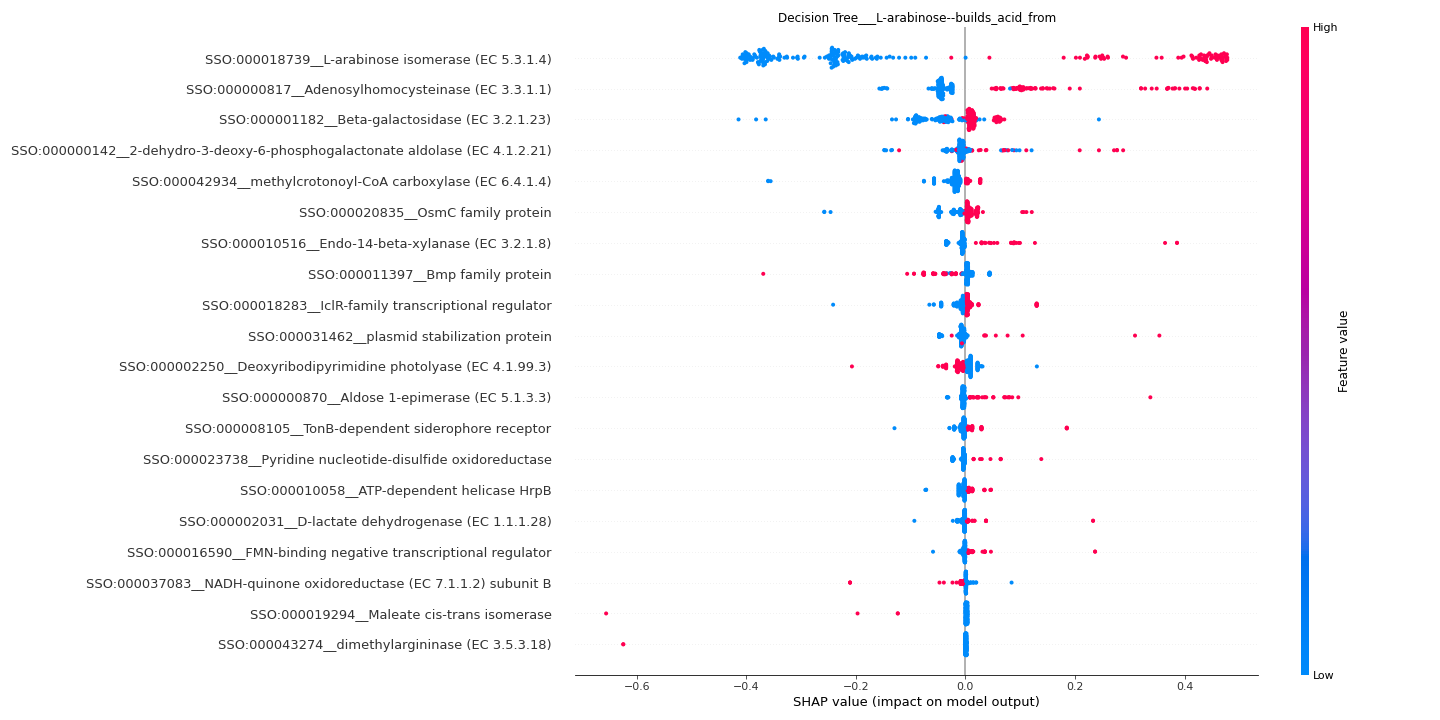 Decision Tree___L-arabinose--builds_acid_from
High
SSO:000018739__L-arabinose isomerase (EC 5.3.1.4)
SSO:000000817__Adenosylhomocysteinase (EC 3.3.1.1)
SSO:000001182__Beta-galactosidase (EC 3.2.1.23)
SSO:000000142__2-dehydro-3-deoxy-6-phosphogalactonate aldolase (EC 4.1.2.21)
SSO:000042934__methylcrotonoyl-CoA carboxylase (EC 6.4.1.4)
SSO:000020835__OsmC family protein
SSO:000010516__Endo-14-beta-xylanase (EC 3.2.1.8)
SSO:000011397__Bmp family protein
SSO:000018283__IclR-family transcriptional regulator
SSO:000031462__plasmid stabilization protein
SSO:000002250__Deoxyribodipyrimidine photolyase (EC 4.1.99.3)
SSO:000000870__Aldose 1-epimerase (EC 5.1.3.3)
SSO:000008105__TonB-dependent siderophore receptor
SSO:000023738__Pyridine nucleotide-disulfide oxidoreductase
SSO:000010058__ATP-dependent helicase HrpB
SSO:000002031__D-lactate dehydrogenase (EC 1.1.1.28)
SSO:000016590__FMN-binding negative transcriptional regulator
SSO:000037083__NADH-quinone oxidoreductase (EC 7.1.1.2) subunit B
SSO:000019294__Maleate cis-trans isomerase
SSO:000043274__dimethylargininase (EC 3.5.3.18)
Feature value
Low
−0.6 −0.4 −0.2 0.0 0.2 0.4
SHAP value (impact on model output)